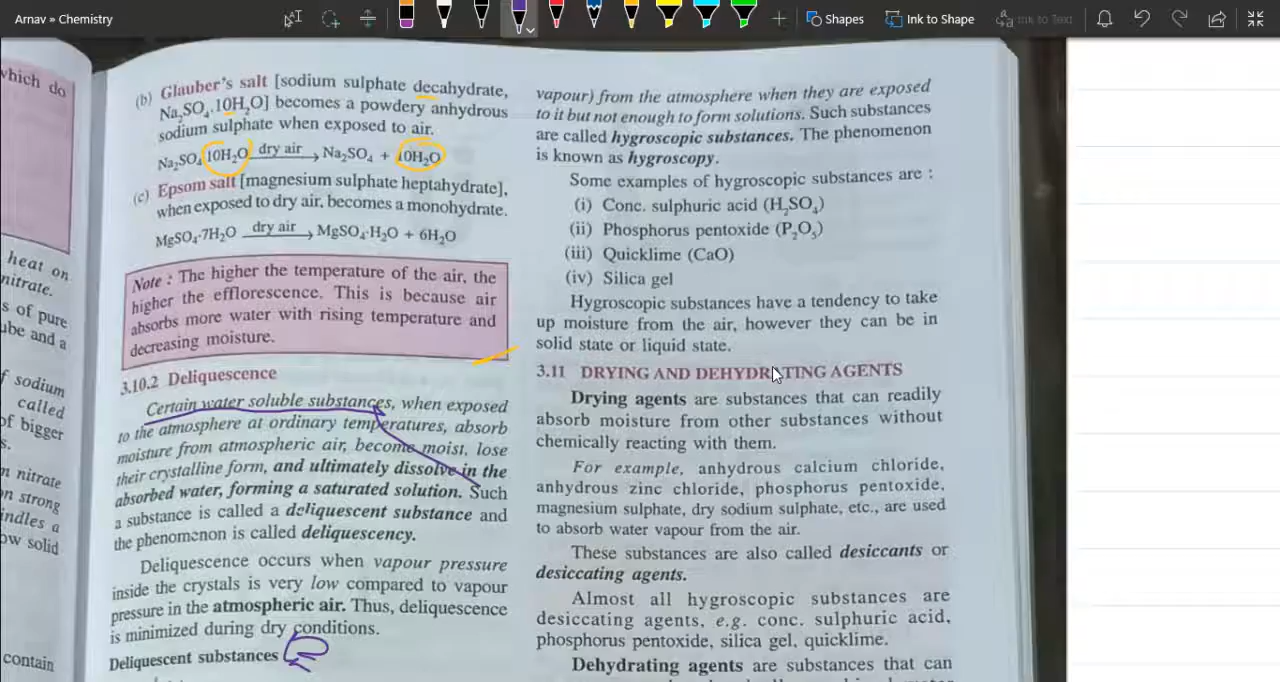 Arnav » Chemistry
Shapes
Ink to Shape
Ink to Text
which do
heat on
nitrate.
s of pure
ube and a
f sodium
called
of bigger
s.
n nitrate
on strong
indles a
ow solid
contain
(b) Glauber's salt [sodium sulphate decahydrate,
Na₂SO₄.10H₂O] becomes a powdery anhydrous
sodium sulphate when exposed to air.
Na₂SO₄ 10H₂O dry air → Na₂SO₄ + 10H₂O
(c) Epsom salt [magnesium sulphate heptahydrate],
when exposed to dry air, becomes a monohydrate.
MgSO₄·7H₂O dry air → MgSO₄·H₂O + 6H₂O
Note : The higher the temperature of the air, the
higher the efflorescence. This is because air
absorbs more water with rising temperature and
decreasing moisture.
3.10.2 Deliquescence
Certain water soluble substances, when exposed
to the atmosphere at ordinary temperatures, absorb
moisture from atmospheric air, become moist, lose
their crystalline form, and ultimately dissolve in the
absorbed water, forming a saturated solution. Such
a substance is called a deliquescent substance and
the phenomenon is called deliquescency.
Deliquescence occurs when vapour pressure
inside the crystals is very low compared to vapour
pressure in the atmospheric air. Thus, deliquescence
is minimized during dry conditions.
Deliquescent substances
vapour) from the atmosphere when they are exposed
to it but not enough to form solutions. Such substances
are called hygroscopic substances. The phenomenon
is known as hygroscopy.
Some examples of hygroscopic substances are :
(i) Conc. sulphuric acid (H₂SO₄)
(ii) Phosphorus pentoxide (P₂O₅)
(iii) Quicklime (CaO)
(iv) Silica gel
Hygroscopic substances have a tendency to take
up moisture from the air, however they can be in
solid state or liquid state.
3.11 DRYING AND DEHYDRATING AGENTS
Drying agents are substances that can readily
absorb moisture from other substances without
chemically reacting with them.
For example, anhydrous calcium chloride,
anhydrous zinc chloride, phosphorus pentoxide,
magnesium sulphate, dry sodium sulphate, etc., are used
to absorb water vapour from the air.
These substances are also called desiccants or
desiccating agents.
Almost all hygroscopic substances are
desiccating agents, e.g. conc. sulphuric acid,
phosphorus pentoxide, silica gel, quicklime.
Dehydrating agents are substances that can